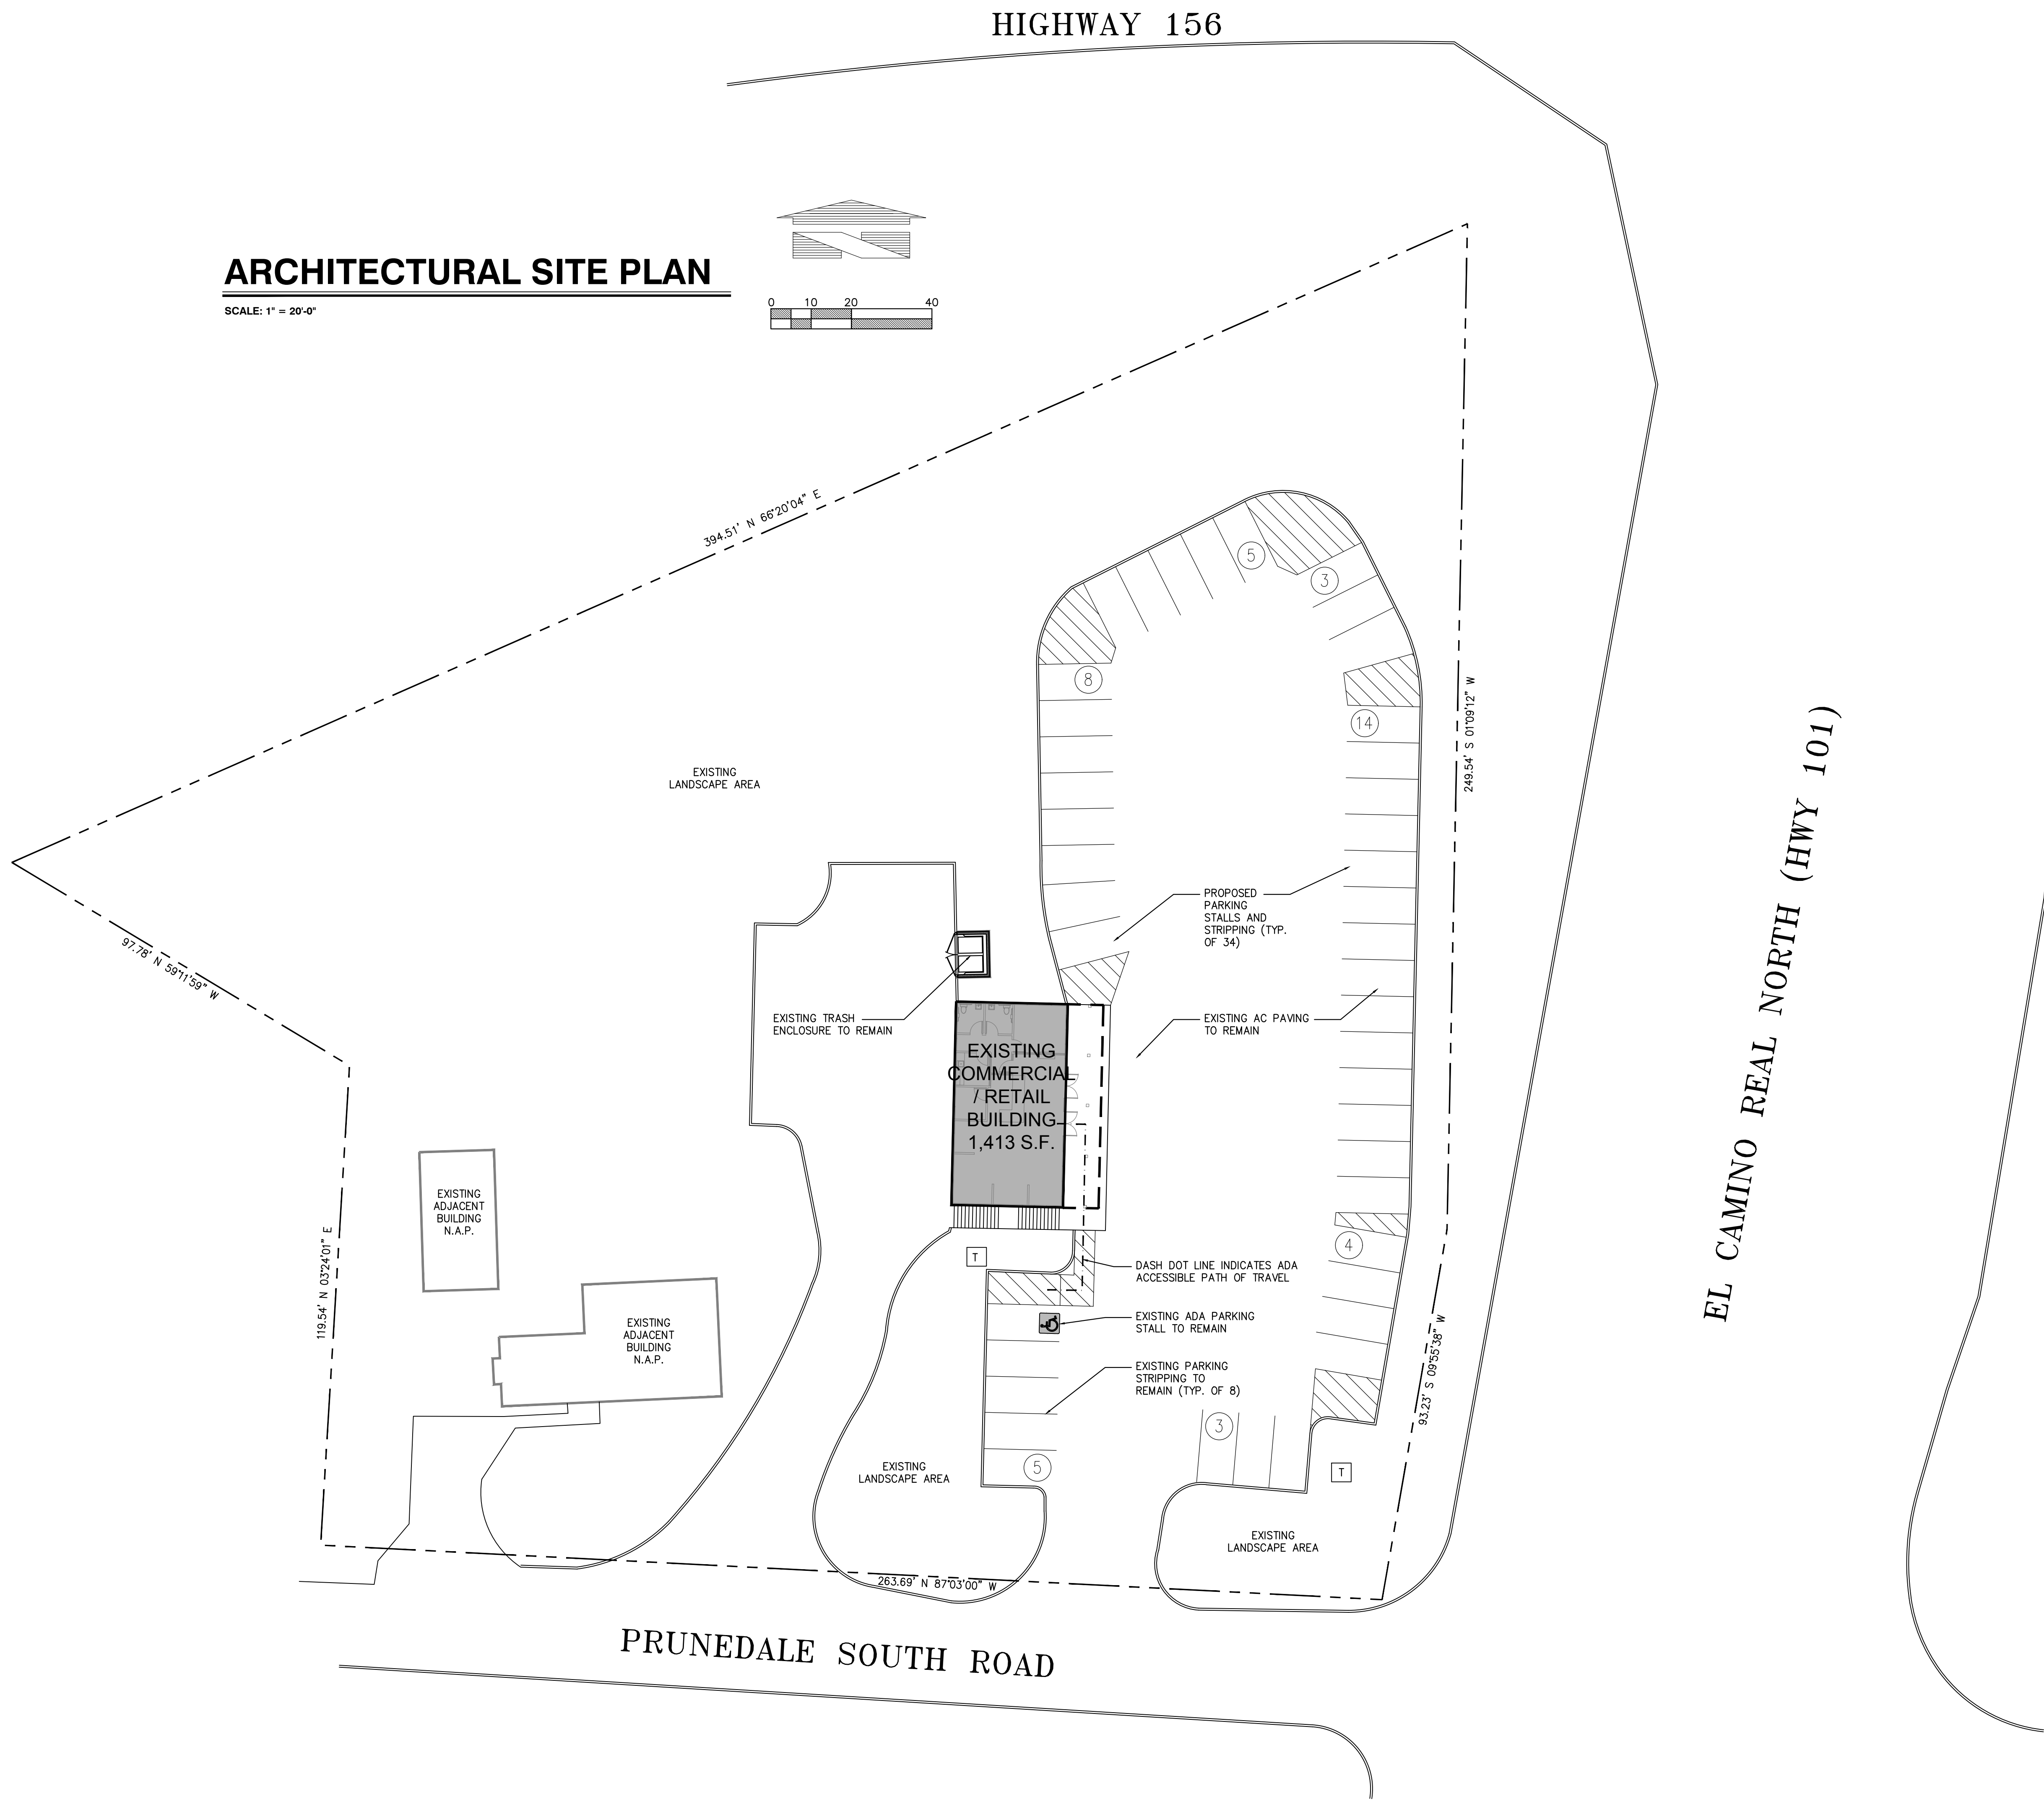 HIGHWAY 156
ARCHITECTURAL SITE PLAN
SCALE: 1" = 20'-0"
0 10 20 40
394.51' N 66°20'04" E
5
3
8
14
249.54' S 01°09'12" W
EL CAMINO REAL NORTH (HWY 101)
EXISTING
LANDSCAPE AREA
PROPOSED
PARKING
STALLS AND
STRIPPING (TYP.
OF 34)
97.78' N 59°11'59" W
EXISTING TRASH
ENCLOSURE TO REMAIN
EXISTING AC PAVING
TO REMAIN
EXISTING
COMMERCIAL
/ RETAIL
BUILDING
1,413 S.F.
EXISTING
ADJACENT
BUILDING
N.A.P.
119.54' N 03°24'01" E
EXISTING
ADJACENT
BUILDING
N.A.P.
T
4
DASH DOT LINE INDICATES ADA
ACCESSIBLE PATH OF TRAVEL
EXISTING ADA PARKING
STALL TO REMAIN
EXISTING PARKING
STRIPPING TO
REMAIN (TYP. OF 8)
93.23' S 09°55'38" W
3
5
T
EXISTING
LANDSCAPE AREA
EXISTING
LANDSCAPE AREA
263.69' N 87°03'00" W
PRUNEDALE SOUTH ROAD